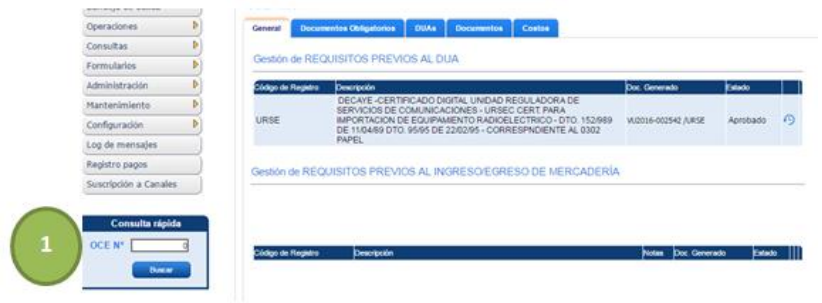 Operaciones
Consultas
Formularios
Administración
Mantenimiento
Configuración
Log de mensajes
Registro pagos
Suscripción a Canales
Consulta rápida
OCE Nº 0
Buscar
1
General Documentos Obligatorios DUAs Documentos Costos
Gestión de REQUISITOS PREVIOS AL DUA
Código de Registro Descripción Doc. Generado Estado
URSE
DECAYE -CERTIFICADO DIGITAL UNIDAD REGULADORA DE
SERVICIOS DE COMUNICACIONES - URSEC CERT. PARA
IMPORTACION DE EQUIPAMIENTO RADIOELECTRICO - DTO. 152/989
DE 11/04/89 DTO. 95/95 DE 22/02/95 - CORRESPNDIENTE AL 0302
PAPEL
VU2016-002542 /URSE Aprobado
Gestión de REQUISITOS PREVIOS AL INGRESO/EGRESO DE MERCADERÍA
Código de Registro Descripción Notas Doc. Generado Estado